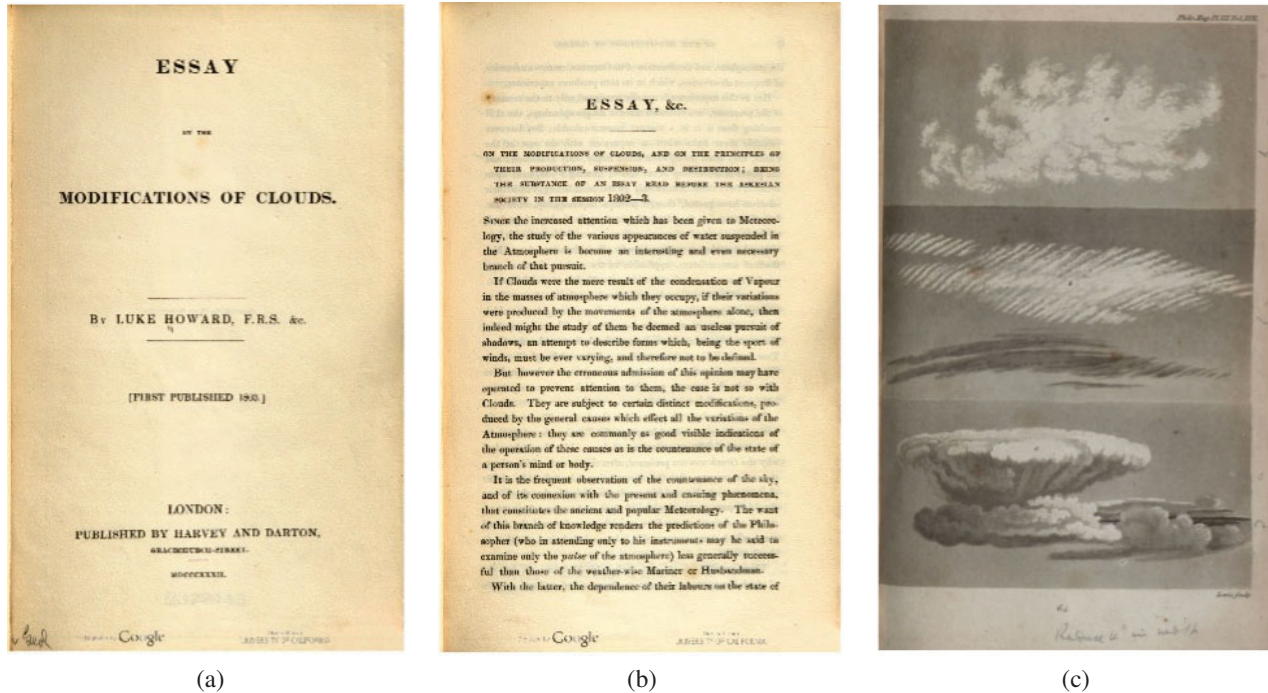 ESSAY
ON THE
MODIFICATIONS OF CLOUDS.
BY LUKE HOWARD, F.R.S. &c.
[FIRST PUBLISHED 1803.]
LONDON:
PUBLISHED BY HARVEY AND DARTON,
GRACECHURCH-STREET.
MDCCCXXXII.
Google
UNIVERSITY OF CALIFORNIA
(a)
ESSAY, &c.
ON THE MODIFICATIONS OF CLOUDS, AND ON THE PRINCIPLES OF
THEIR PRODUCTION, SUSPENSION, AND DESTRUCTION; BEING
THE SUBSTANCE OF AN ESSAY READ BEFORE THE ASKESIAN
SOCIETY IN THE SESSION 1802—3.
SINCE the increased attention which has been given to Meteoro-
logy, the study of the various appearances of water suspended in
the Atmosphere is become an interesting and even necessary
branch of that pursuit.
If Clouds were the mere result of the condensation of Vapour
in the masses of atmosphere which they occupy, if their variations
were produced by the movements of the atmosphere alone, then
indeed might the study of them be deemed an useless pursuit of
shadows, an attempt to describe forms which, being the sport of
winds, must be ever varying, and therefore not to be defined.
But however the erroneous admission of this opinion may have
operated to prevent attention to them, the case is not so with
Clouds. They are subject to certain distinct modifications, pro-
duced by the general causes which effect all the variations of the
Atmosphere: they are commonly as good visible indications of
the operation of these causes as is the countenance of the state of
a person's mind or body.
It is the frequent observation of the countenance of the sky,
and of its connexion with the present and ensuing phænomena,
that constitutes the ancient and popular Meteorology. The want
of this branch of knowledge renders the predictions of the Philo-
sopher (who in attending only to his instruments may be said to
examine only the pulse of the atmosphere) less generally success-
ful than those of the weather-wise Mariner or Husbandman.
With the latter, the dependence of their labours on the state of
Google
UNIVERSITY OF CALIFORNIA
(b)
(c)